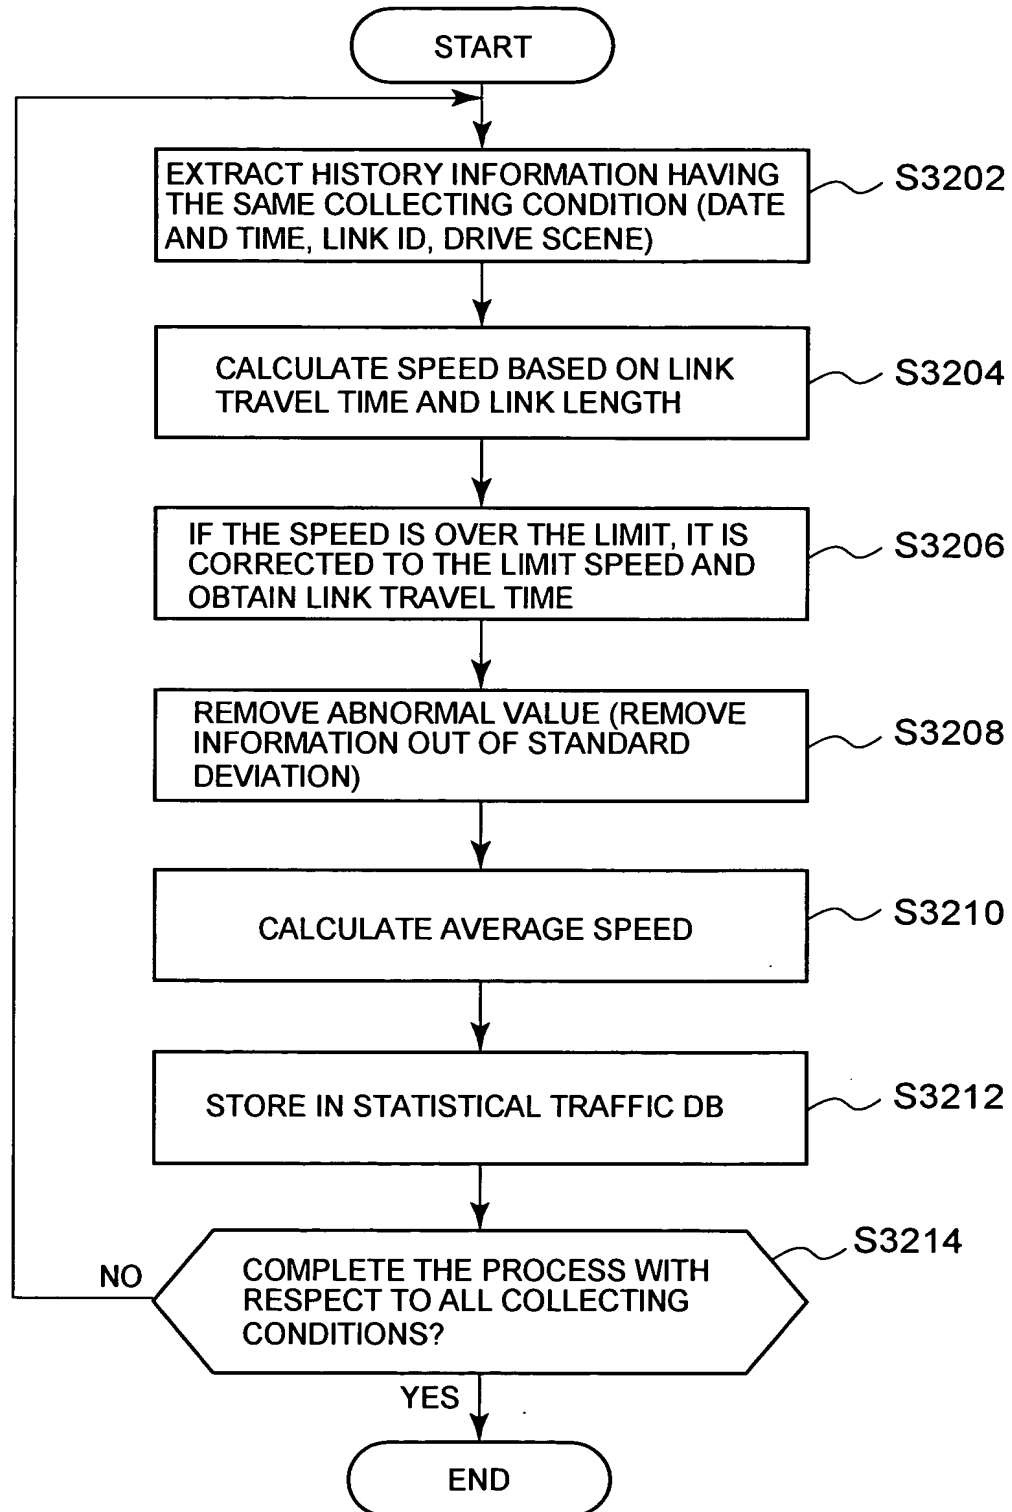 START
EXTRACT HISTORY INFORMATION HAVING
THE SAME COLLECTING CONDITION (DATE
AND TIME, LINK ID, DRIVE SCENE)
S3202
CALCULATE SPEED BASED ON LINK
TRAVEL TIME AND LINK LENGTH
S3204
IF THE SPEED IS OVER THE LIMIT, IT IS
CORRECTED TO THE LIMIT SPEED AND
OBTAIN LINK TRAVEL TIME
S3206
REMOVE ABNORMAL VALUE (REMOVE
INFORMATION OUT OF STANDARD
DEVIATION)
S3208
CALCULATE AVERAGE SPEED
S3210
STORE IN STATISTICAL TRAFFIC DB
S3212
COMPLETE THE PROCESS WITH
RESPECT TO ALL COLLECTING
CONDITIONS?
S3214
NO
YES
END